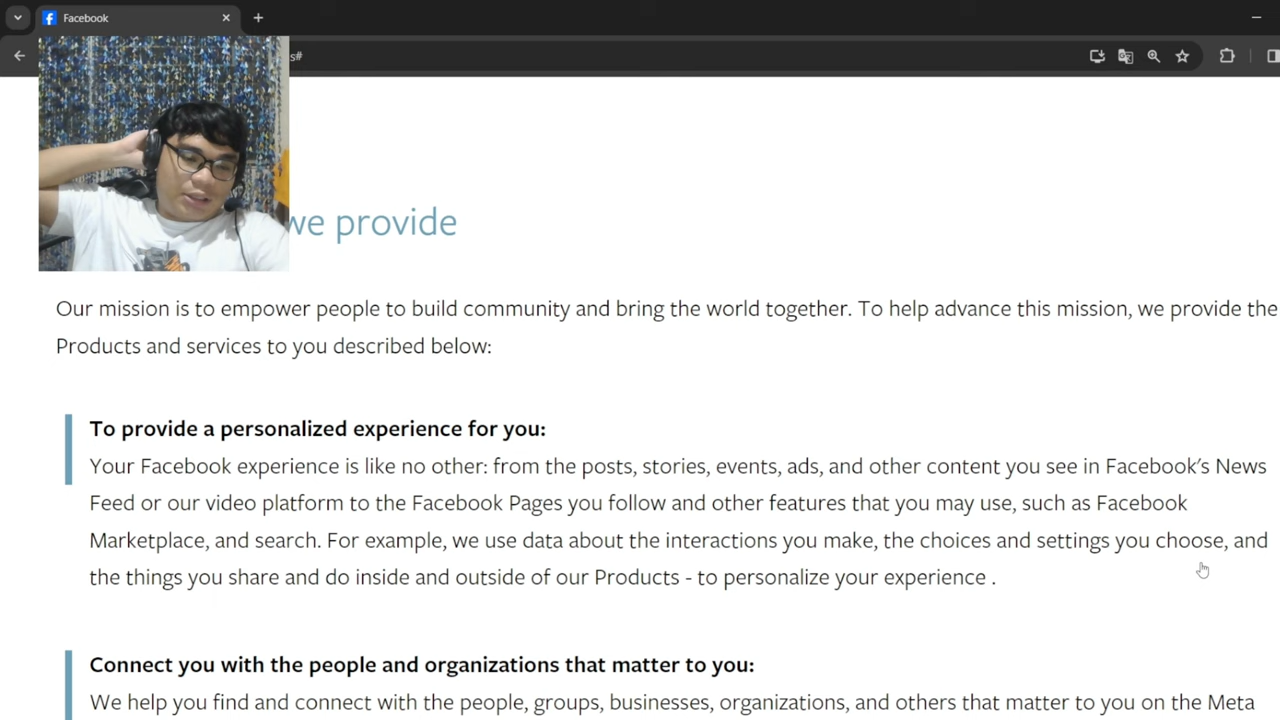 Facebook
s#
we provide
Our mission is to empower people to build community and bring the world together. To help advance this mission, we provide the
Products and services to you described below:
To provide a personalized experience for you:
Your Facebook experience is like no other: from the posts, stories, events, ads, and other content you see in Facebook's News
Feed or our video platform to the Facebook Pages you follow and other features that you may use, such as Facebook
Marketplace, and search. For example, we use data about the interactions you make, the choices and settings you choose, and
the things you share and do inside and outside of our Products - to personalize your experience .
Connect you with the people and organizations that matter to you:
We help you find and connect with the people, groups, businesses, organizations, and others that matter to you on the Meta